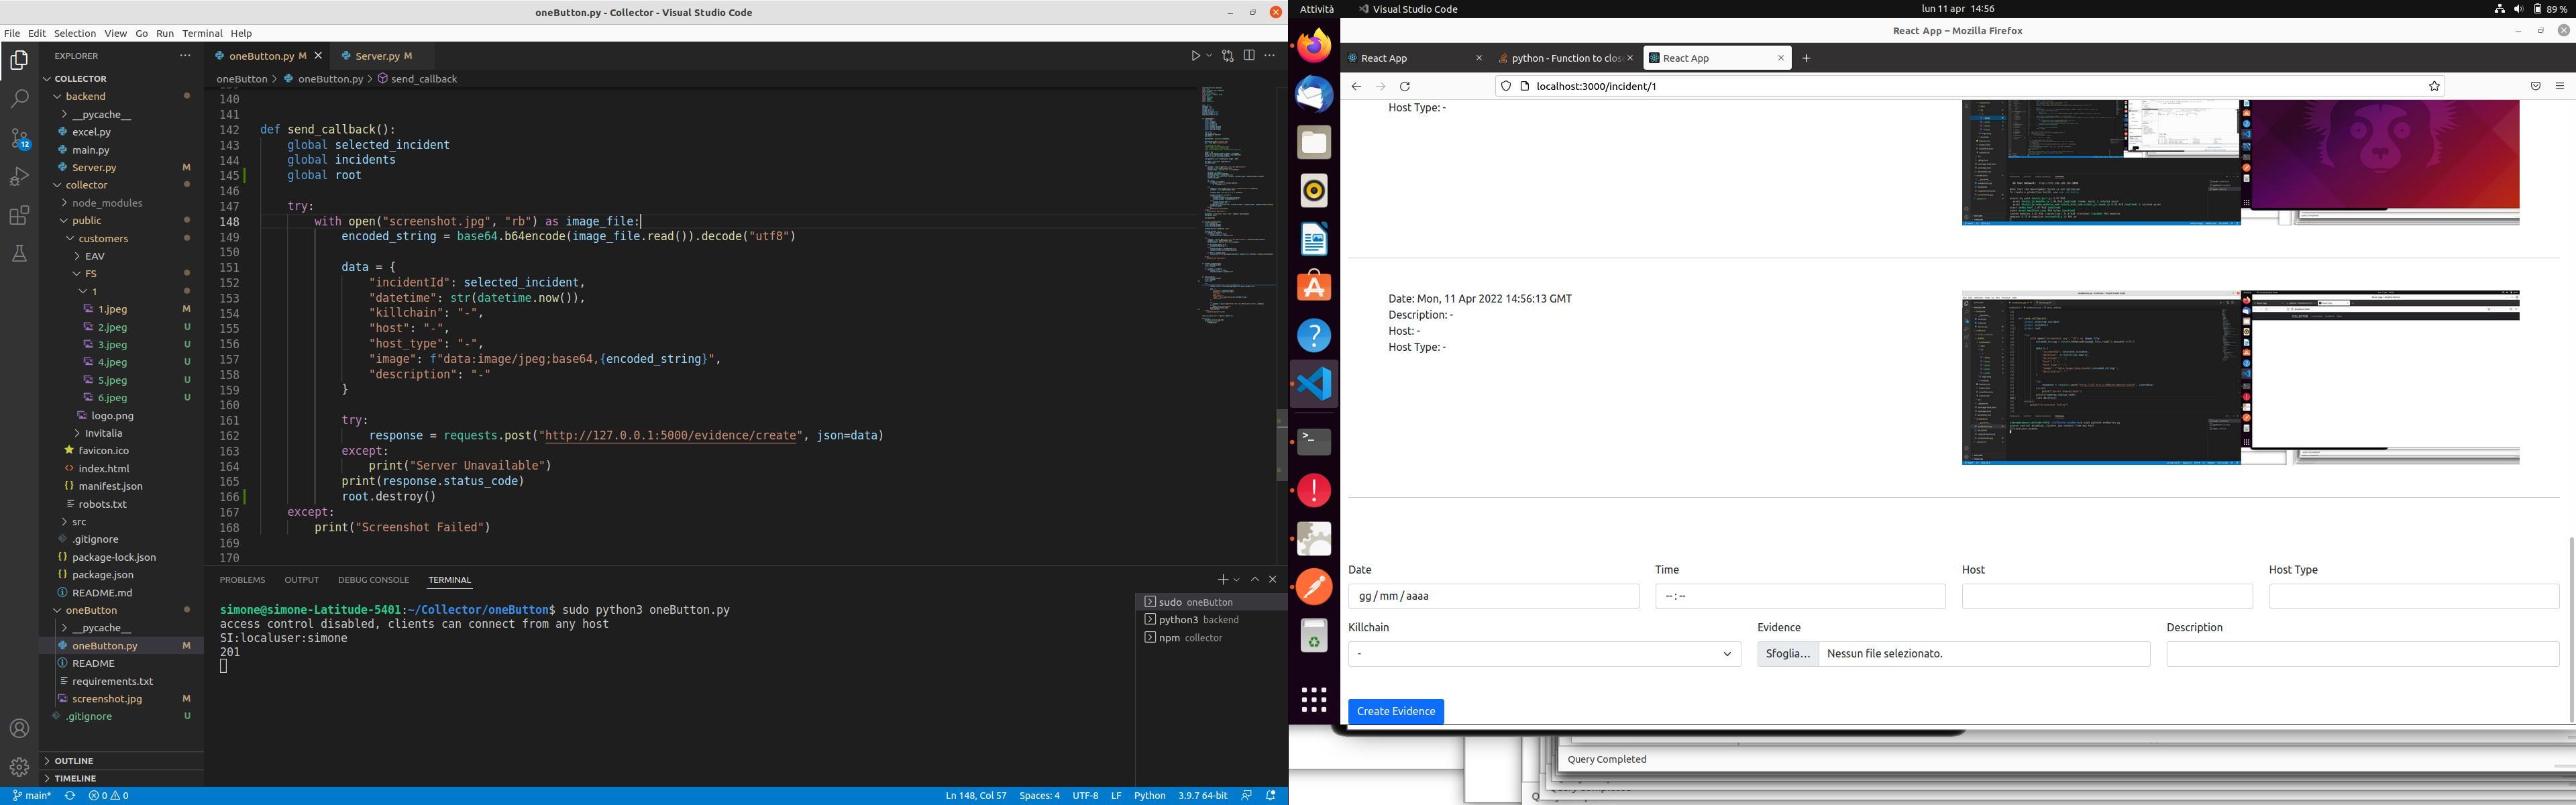 oneButton.py - Collector - Visual Studio Code
File Edit Selection View Go Run Terminal Help
EXPLORER
COLLECTOR
backend
__pycache__
excel.py
main.py
Server.py M
collector
node_modules
public
customers
EAV
FS
1
1.jpeg M
2.jpeg U
3.jpeg U
4.jpeg U
5.jpeg U
6.jpeg U
logo.png
Invitalia
favicon.ico
index.html
manifest.json
robots.txt
src
.gitignore
package-lock.json
package.json
README.md
oneButton
__pycache__
oneButton.py M
README
requirements.txt
screenshot.jpg M
.gitignore U
OUTLINE
TIMELINE
12
oneButton.py M Server.py M
oneButton > oneButton.py > send_callback
140
141
142 def send_callback():
143 global selected_incident
144 global incidents
145 global root
146
147 try:
148 with open("screenshot.jpg", "rb") as image_file:
149 encoded_string = base64.b64encode(image_file.read()).decode("utf8")
150
151 data = {
152 "incidentId": selected_incident,
153 "datetime": str(datetime.now()),
154 "killchain": "-",
155 "host": "-",
156 "host_type": "-",
157 "image": f"data:image/jpeg;base64,{encoded_string}",
158 "description": "-"
159 }
160
161 try:
162 response = requests.post("http://127.0.0.1:5000/evidence/create", json=data)
163 except:
164 print("Server Unavailable")
165 print(response.status_code)
166 root.destroy()
167 except:
168 print("Screenshot Failed")
169
170
PROBLEMS OUTPUT DEBUG CONSOLE TERMINAL
simone@simone-Latitude-5401:~/Collector/oneButton$ sudo python3 oneButton.py
access control disabled, clients can connect from any host
SI:localuser:simone
201
sudo oneButton
python3 backend
npm collector
main* 0 0 Ln 148, Col 57 Spaces: 4 UTF-8 LF Python 3.9.7 64-bit
Attività Visual Studio Code lun 11 apr 14:56 89 %
React App – Mozilla Firefox
React App python - Function to clos React App
localhost:3000/incident/1
Host Type: -
Date: Mon, 11 Apr 2022 14:56:13 GMT
Description: -
Host: -
Host Type: -
Date Time Host Host Type
gg / mm / aaaa -- : --
Killchain Evidence Description
- Sfoglia... Nessun file selezionato.
Create Evidence
Query Completed